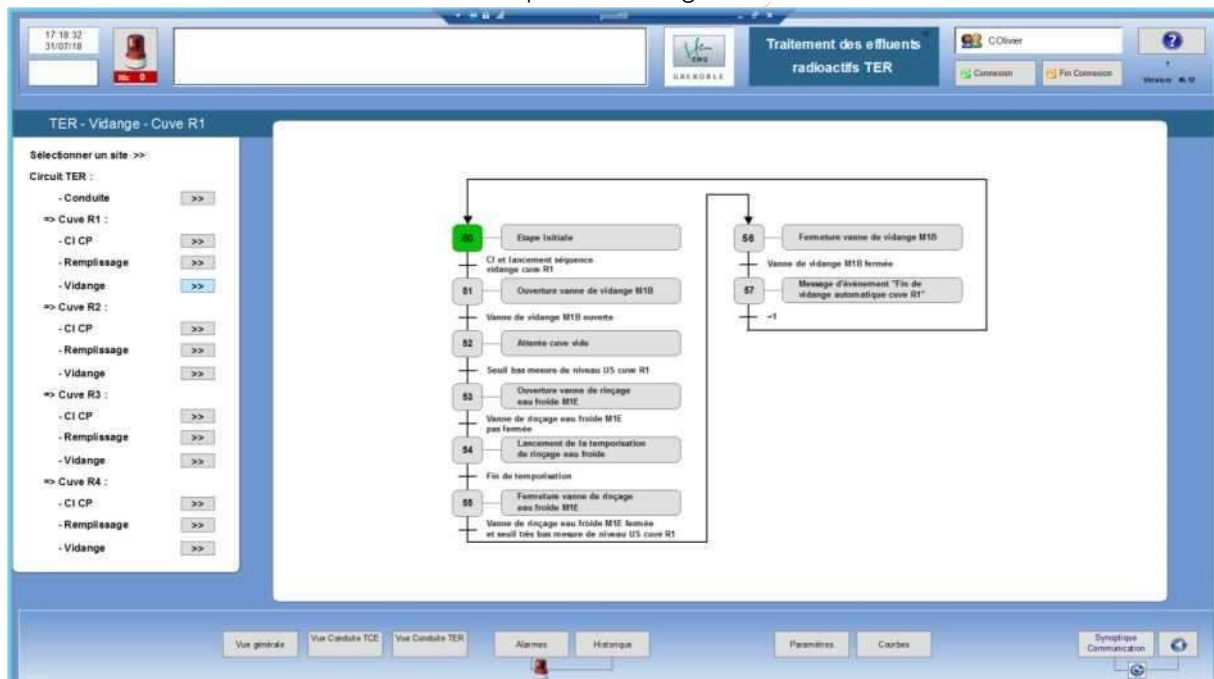 17 18 32
31/07/18
Nb: 0
CHU
GRENOBLE
Traitement des effluents
radioactifs TER
COlivier
Connexion
Fin Connexion
?
Version
TER - Vidange - Cuve R1
Sélectionner un site >>
Circuit TER :
- Conduite >>
=> Cuve R1 :
- CI CP >>
- Remplissage >>
- Vidange >>
=> Cuve R2 :
- CI CP >>
- Remplissage >>
- Vidange >>
=> Cuve R3 :
- CI CP >>
- Remplissage >>
- Vidange >>
=> Cuve R4 :
- CI CP >>
- Remplissage >>
- Vidange >>
50 Etape Initiale
CI et lancement séquence
vidange cuve R1
51 Ouverture vanne de vidange M1B
Vanne de vidange M1B ouverte
52 Attente cuve vide
Seuil bas mesure de niveau US cuve R1
53 Ouverture vanne de rinçage
eau froide M1E
Vanne de rinçage eau froide M1E
pas fermée
54 Lancement de la temporisation
de rinçage eau froide
Fin de temporisation
55 Fermeture vanne de rinçage
eau froide M1E
Vanne de rinçage eau froide M1E fermée
et seuil très bas mesure de niveau US cuve R1
56 Fermeture vanne de vidange M1B
Vanne de vidange M1B fermée
57 Message d'évènement "Fin de
vidange automatique cuve R1"
=1
Vue générale
Vue Conduite TCE
Vue Conduite TER
Alarmes
Historique
Paramètres
Courbes
Synoptique
Communication